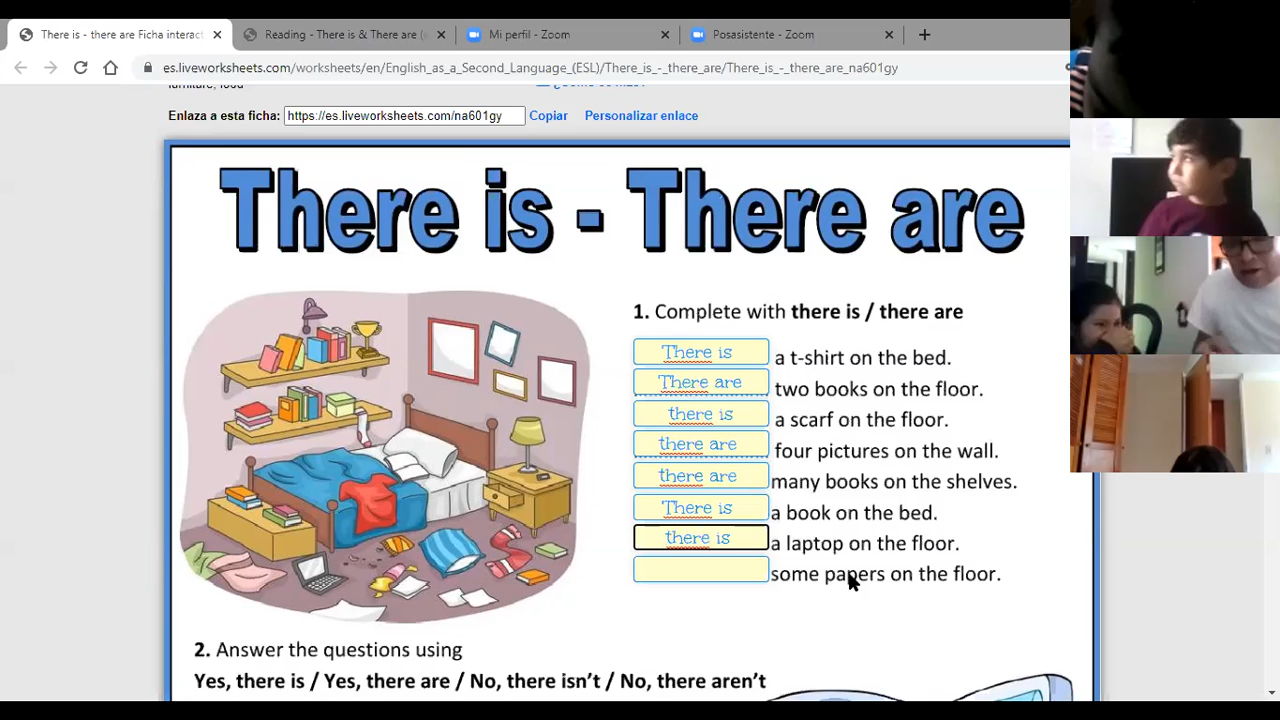 There is - there are Ficha interact
Reading - There is & There are (
Mi perfil - Zoom
Posasistente - Zoom
es.liveworksheets.com/worksheets/en/English_as_a_Second_Language_(ESL)/There_is_-_there_are/There_is_-_there_are_na601gy
Enlaza a esta ficha: https://es.liveworksheets.com/na601gy Copiar Personalizar enlace
There is - There are
1. Complete with there is / there are
There is a t-shirt on the bed.
There are two books on the floor.
there is a scarf on the floor.
there are four pictures on the wall.
there are many books on the shelves.
There is a book on the bed.
there is a laptop on the floor.
some papers on the floor.
2. Answer the questions using
Yes, there is / Yes, there are / No, there isn't / No, there aren't